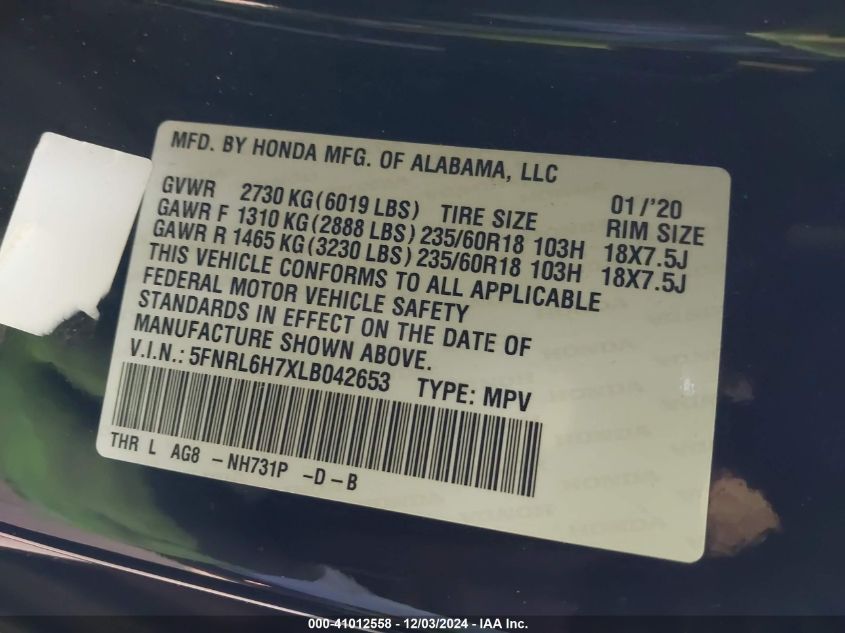 MFD. BY HONDA MFG. OF ALABAMA, LLC
GVWR 2730 KG (6019 LBS) TIRE SIZE 01/'20 RIM SIZE
GAWR F 1310 KG (2888 LBS) 235/60R18 103H 18X7.5J
GAWR R 1465 KG (3230 LBS) 235/60R18 103H 18X7.5J
THIS VEHICLE CONFORMS TO ALL APPLICABLE
FEDERAL MOTOR VEHICLE SAFETY
STANDARDS IN EFFECT ON THE DATE OF
MANUFACTURE SHOWN ABOVE.
V.I.N.: 5FNRL6H7XLB042653 TYPE: MPV
THR L AG8 - NH731P - D - B
000-41012558 - 12/03/2024 - IAA Inc.